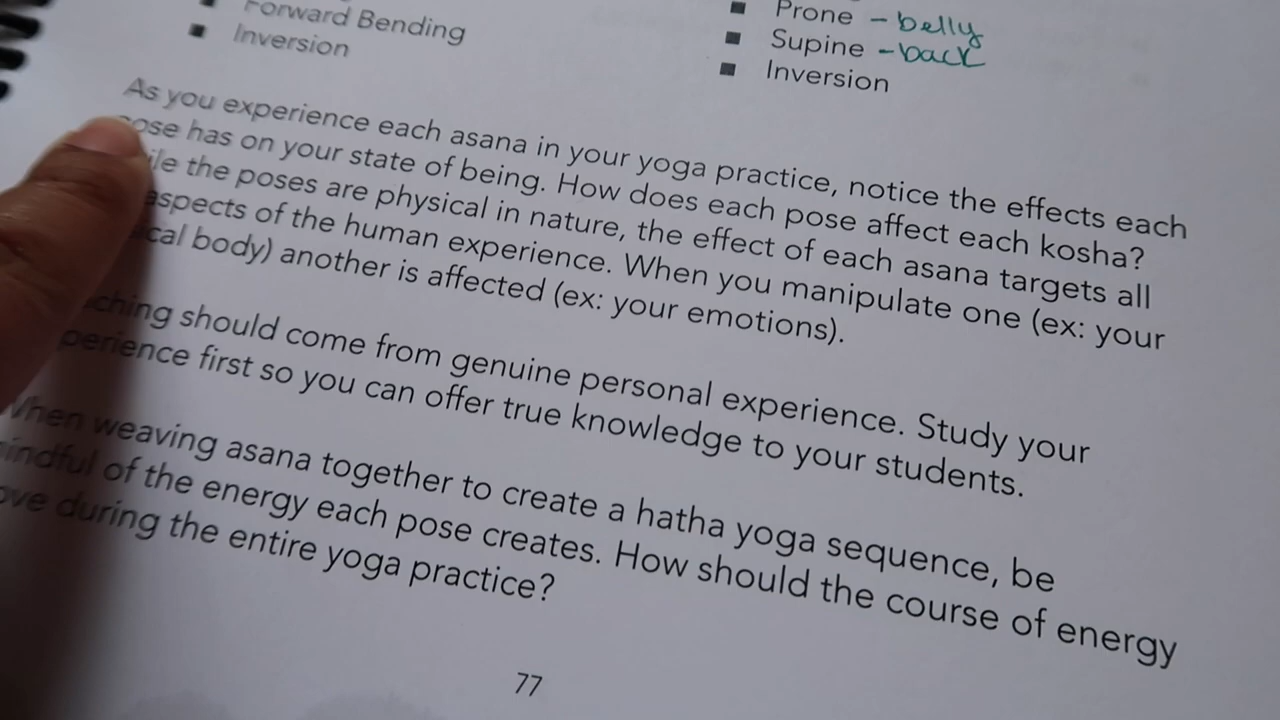 Forward Bending
Inversion
Prone - belly
Supine - back
Inversion
As you experience each asana in your yoga practice, notice the effects each
pose has on your state of being. How does each pose affect each kosha?
the poses are physical in nature, the effect of each asana targets all
aspects of the human experience. When you manipulate one (ex: your
body) another is affected (ex: your emotions).
should come from genuine personal experience. Study your
first so you can offer true knowledge to your students.
When weaving asana together to create a hatha yoga sequence, be
mindful of the energy each pose creates. How should the course of energy
during the entire yoga practice?
77